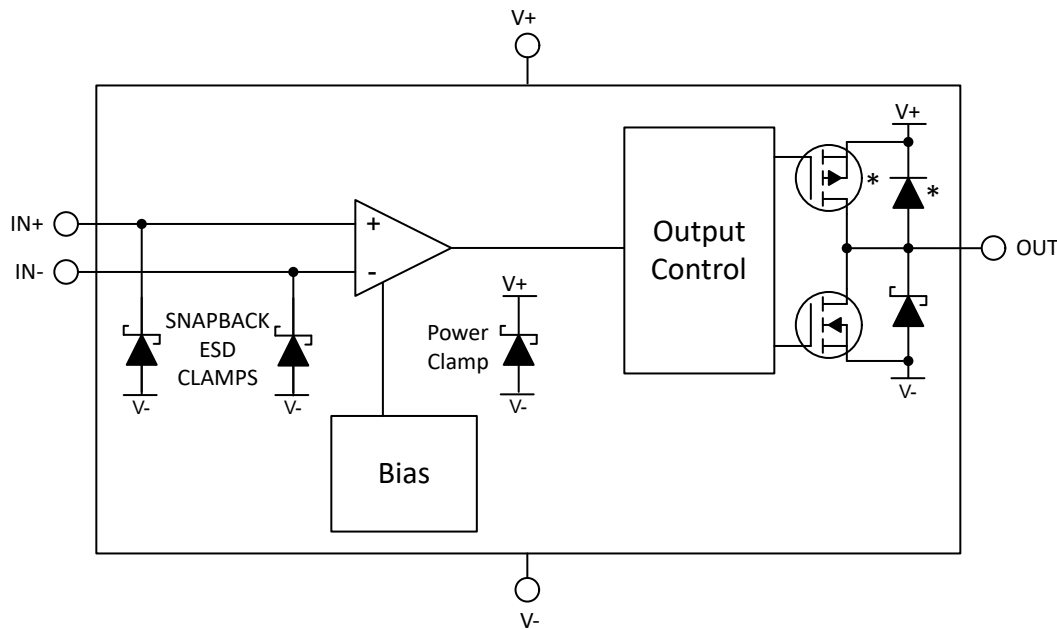 V+
V+
*
*
IN+
+
Output
Control
OUT
IN-
-
V+
SNAPBACK
ESD
CLAMPS
Power
Clamp
V-
V-
V-
V-
Bias
V-